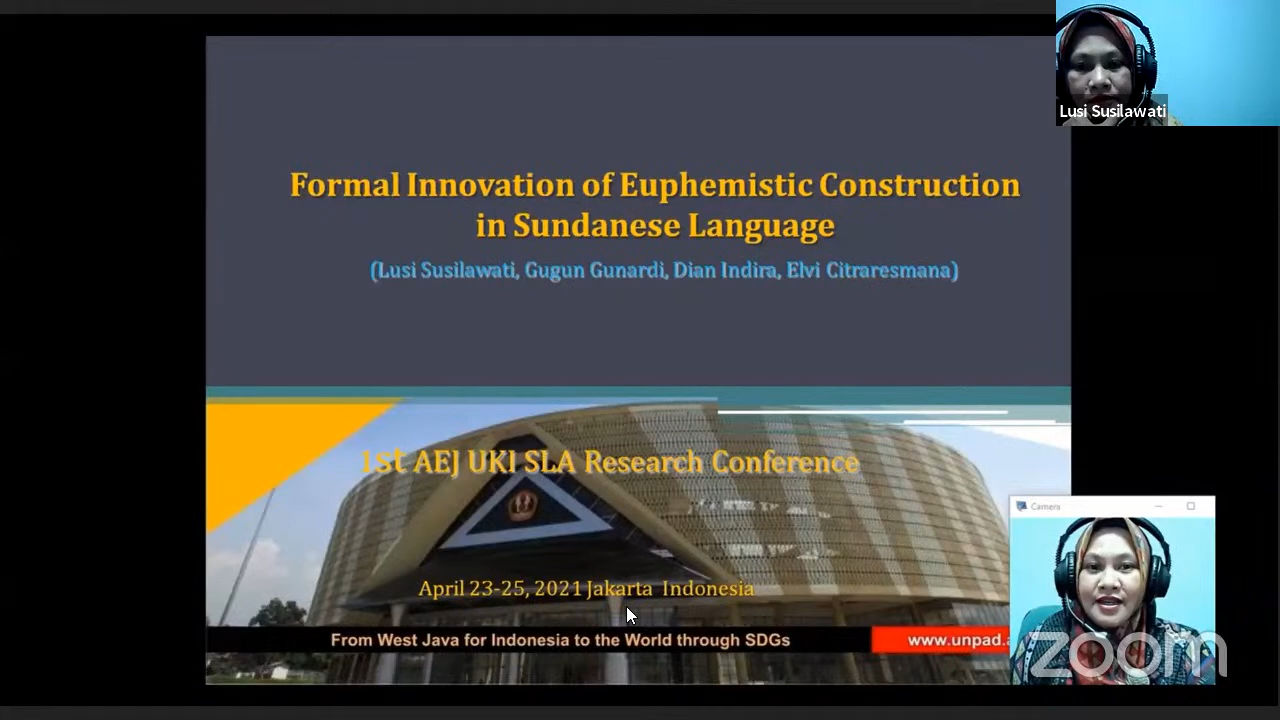 Lusi Susilawati
Formal Innovation of Euphemistic Construction
in Sundanese Language
(Lusi Susilawati, Gugun Gunardi, Dian Indira, Elvi Citraresmana)
1st AEJ UKI SLA Research Conference
Camera
April 23-25, 2021 Jakarta Indonesia
From West Java for Indonesia to the World through SDGs
www.unpad.a
zoom